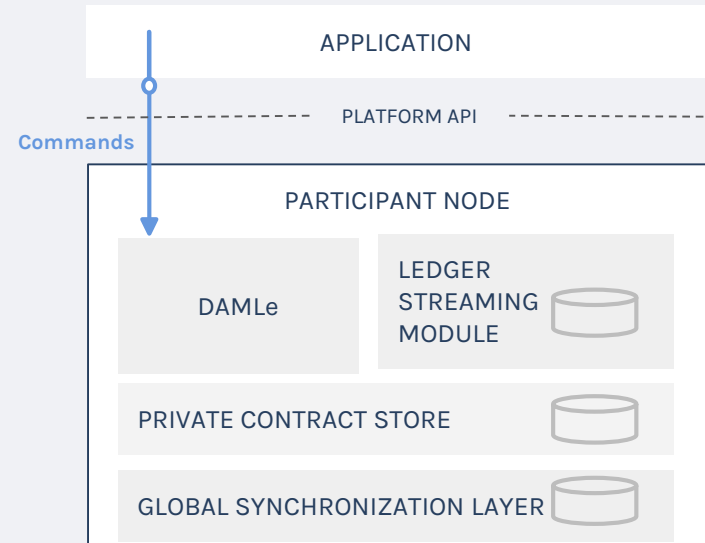 APPLICATION
PLATFORM API
Commands
PARTICIPANT NODE
DAMLe
LEDGER
STREAMING
MODULE
PRIVATE CONTRACT STORE
GLOBAL SYNCHRONIZATION LAYER